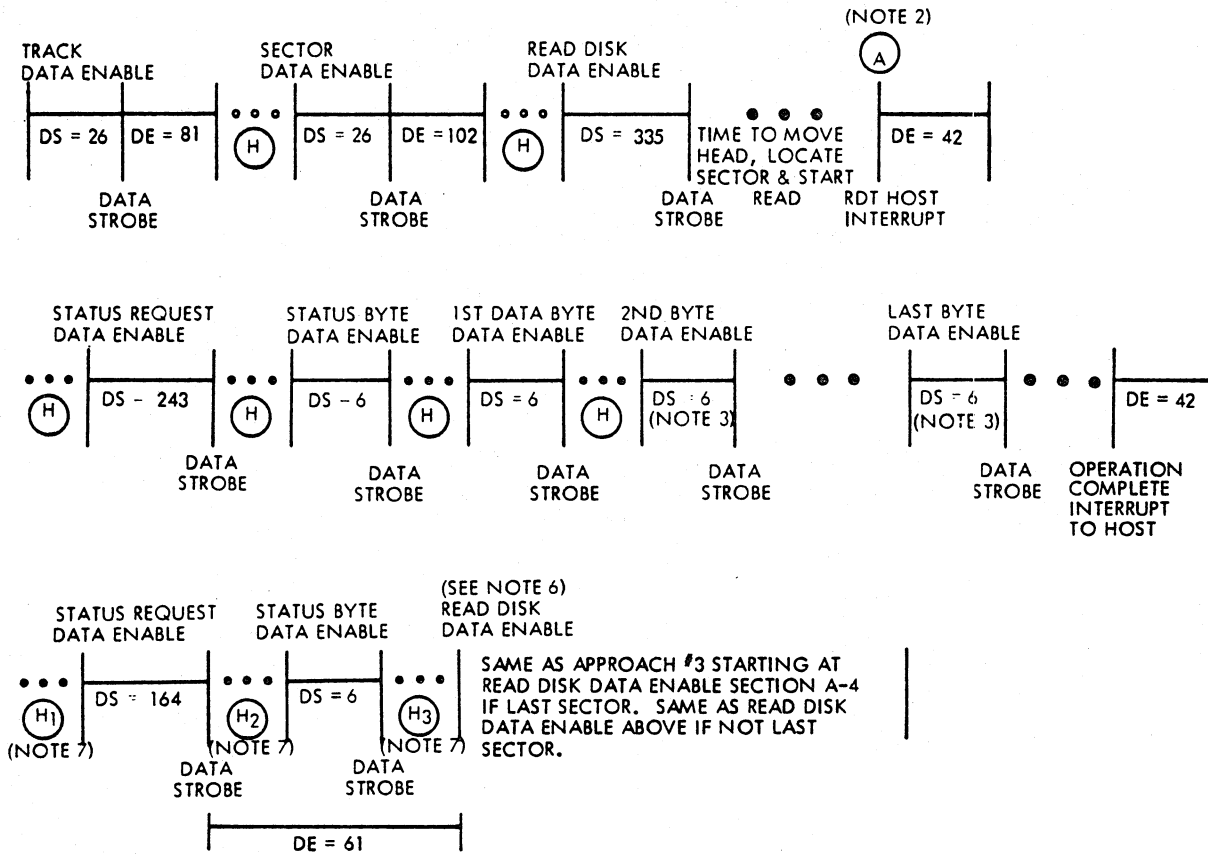 (NOTE 2)
A
TRACK
DATA ENABLE
SECTOR
DATA ENABLE
READ DISK
DATA ENABLE
DS = 26
DE = 81
H
DS = 26
DE = 102
H
DS = 335
TIME TO MOVE
HEAD, LOCATE
SECTOR & START
READ
DE = 42
DATA
STROBE
DATA
STROBE
DATA
STROBE
RDT HOST
INTERRUPT
STATUS REQUEST
DATA ENABLE
STATUS BYTE
DATA ENABLE
1ST DATA BYTE
DATA ENABLE
2ND BYTE
DATA ENABLE
LAST BYTE
DATA ENABLE
H
DS - 243
H
DS - 6
H
DS = 6
H
DS = 6
(NOTE 3)
DS = 6
(NOTE 3)
DE = 42
DATA
STROBE
DATA
STROBE
DATA
STROBE
DATA
STROBE
DATA
STROBE
OPERATION
COMPLETE
INTERRUPT
TO HOST
STATUS REQUEST
DATA ENABLE
STATUS BYTE
DATA ENABLE
(SEE NOTE 6)
READ DISK
DATA ENABLE
H1
(NOTE 7)
DS = 164
H2
(NOTE 7)
DS = 6
H3
(NOTE 7)
SAME AS APPROACH #3 STARTING AT
READ DISK DATA ENABLE SECTION A-4
IF LAST SECTOR. SAME AS READ DISK
DATA ENABLE ABOVE IF NOT LAST
SECTOR.
DATA
STROBE
DATA
STROBE
DE = 61